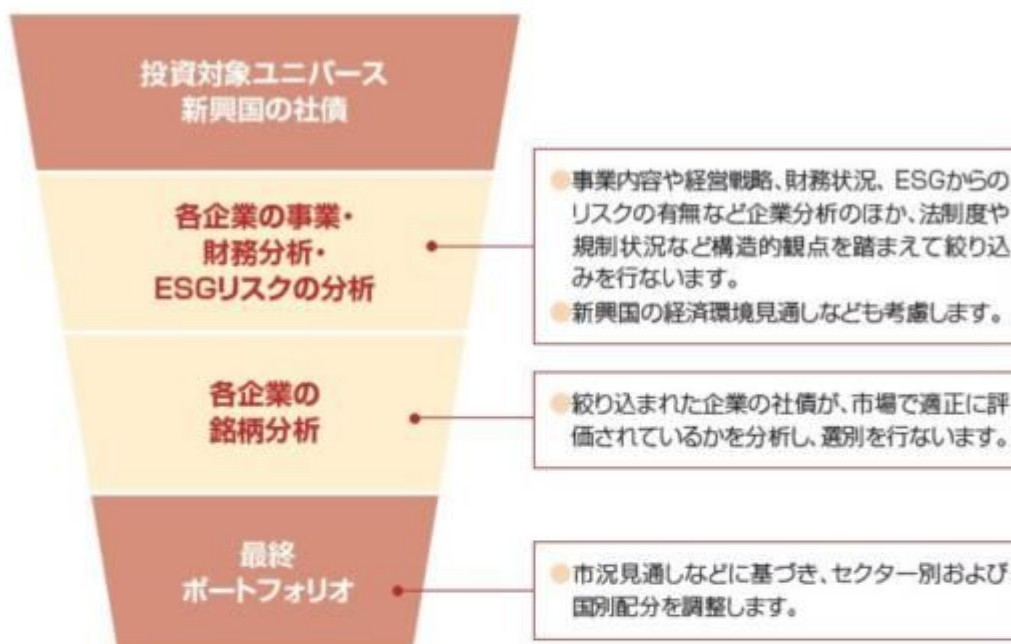 投資対象ユニバース
新興国の社債
各企業の事業・
財務分析・
ESGリスクの分析
●事業内容や経営戦略、財務状況、ESGからの
リスクの有無など企業分析のほか、法制度や
規制状況など構造的観点を踏まえて絞り込
みを行ないます。
●新興国の経済環境見通しなども考慮します。
各企業の
銘柄分析
●絞り込まれた企業の社債が、市場で適正に評
価されているかを分析し、選別を行ないます。
最終
ポートフォリオ
●市況見通しなどに基づき、セクター別および
国別配分を調整します。